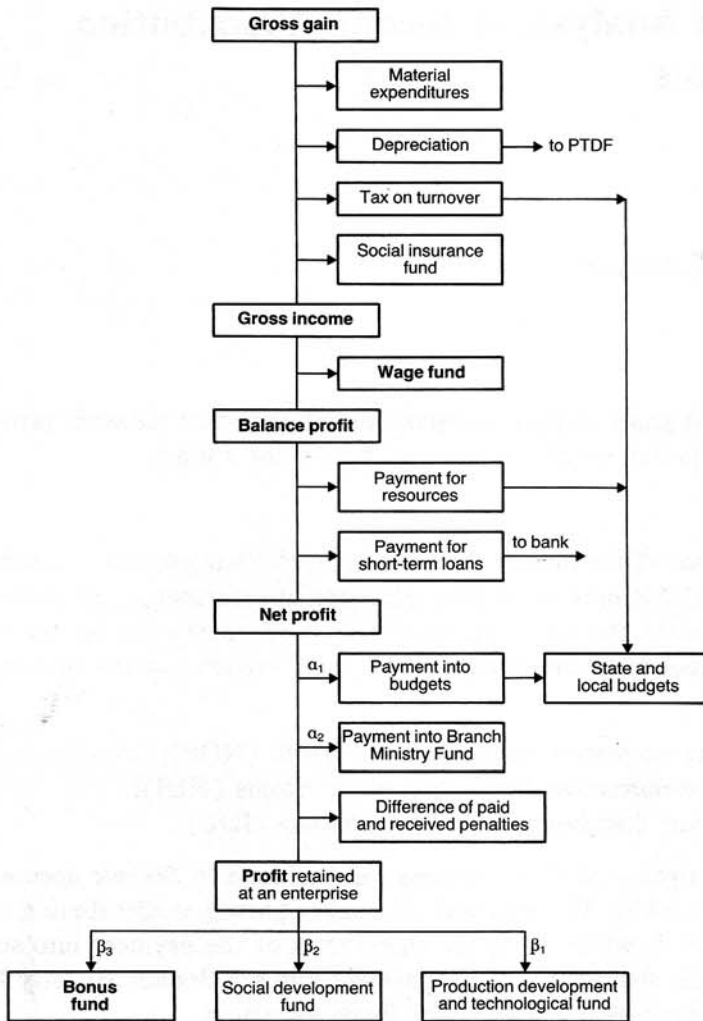 Gross gain
Material
expenditures
Depreciation
to PTDF
Tax on turnover
Social insurance
fund
Gross income
Wage fund
Balance profit
Payment for
resources
Payment for
short-term loans
to bank
Net profit
α₁
Payment into
budgets
State and
local budgets
α₂
Payment into Branch
Ministry Fund
Difference of paid
and received penalties
Profit retained
at an enterprise
β₃
β₂
β₁
Bonus
fund
Social development
fund
Production development
and technological fund